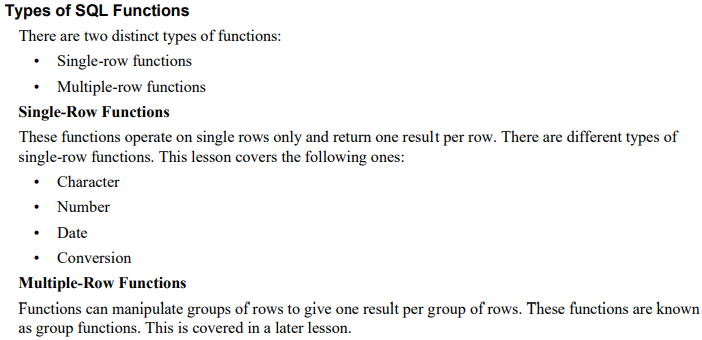 Types of SQL Functions
There are two distinct types of functions:
• Single-row functions
• Multiple-row functions
Single-Row Functions
These functions operate on single rows only and return one result per row. There are different types of
single-row functions. This lesson covers the following ones:
• Character
• Number
• Date
• Conversion
Multiple-Row Functions
Functions can manipulate groups of rows to give one result per group of rows. These functions are known
as group functions. This is covered in a later lesson.